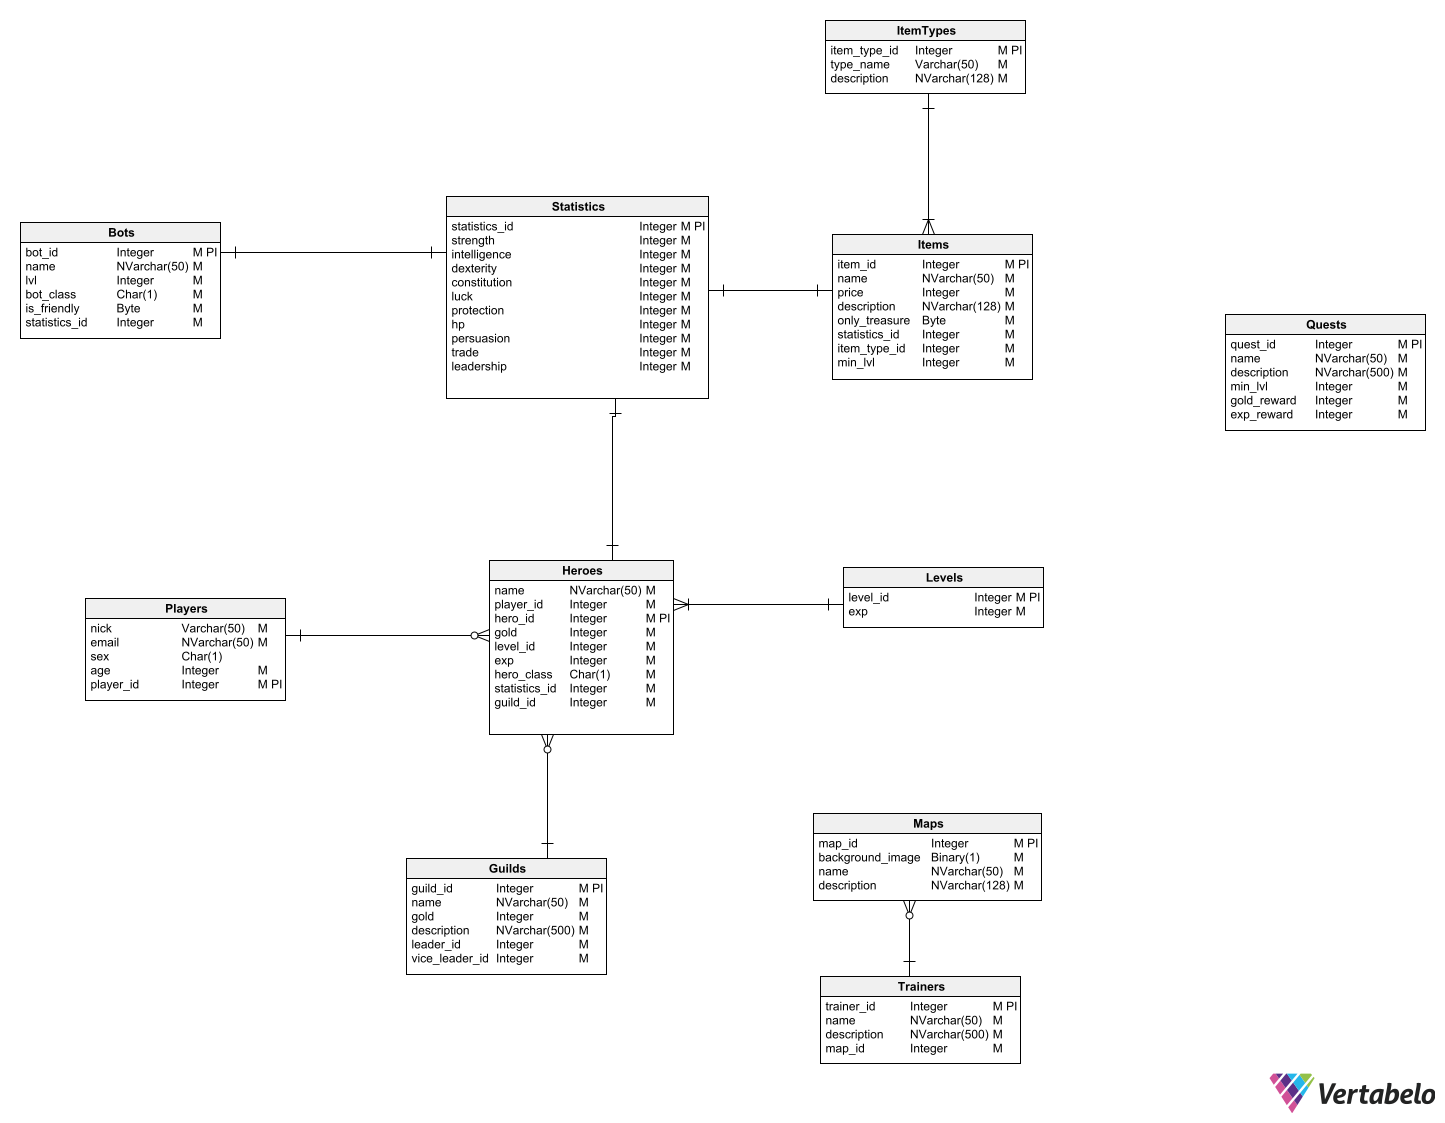 ItemTypes
item_type_id Integer M PI
type_name Varchar(50) M
description NVarchar(128) M
Statistics
statistics_id Integer M PI
strength Integer M
intelligence Integer M
dexterity Integer M
constitution Integer M
luck Integer M
protection Integer M
hp Integer M
persuasion Integer M
trade Integer M
leadership Integer M
Bots
bot_id Integer M PI
name NVarchar(50) M
lvl Integer M
bot_class Char(1) M
is_friendly Byte M
statistics_id Integer M
Items
item_id Integer M PI
name NVarchar(50) M
price Integer M
description NVarchar(128) M
only_treasure Byte M
statistics_id Integer M
item_type_id Integer M
min_lvl Integer M
Quests
quest_id Integer M PI
name NVarchar(50) M
description NVarchar(500) M
min_lvl Integer M
gold_reward Integer M
exp_reward Integer M
Heroes
name NVarchar(50) M
player_id Integer M
hero_id Integer M PI
gold Integer M
level_id Integer M
exp Integer M
hero_class Char(1) M
statistics_id Integer M
guild_id Integer M
Levels
level_id Integer M PI
exp Integer M
Players
nick Varchar(50) M
email NVarchar(50) M
sex Char(1)
age Integer M
player_id Integer M PI
Maps
map_id Integer M PI
background_image Binary(1) M
name NVarchar(50) M
description NVarchar(128) M
Guilds
guild_id Integer M PI
name NVarchar(50) M
gold Integer M
description NVarchar(500) M
leader_id Integer M
vice_leader_id Integer M
Trainers
trainer_id Integer M PI
name NVarchar(50) M
description NVarchar(500) M
map_id Integer M
Vertabelo